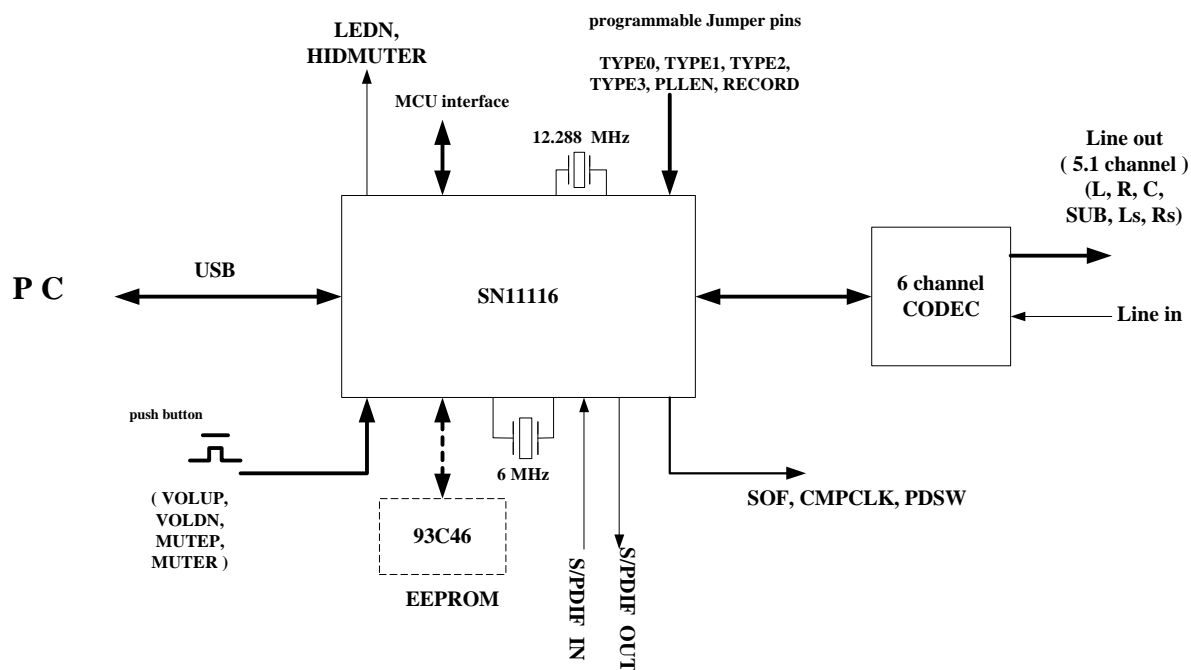 programmable Jumper pins
LEDN,
HIDMUTER
TYPE0, TYPE1, TYPE2,
TYPE3, PLLEN, RECORD
MCU interface
12.288 MHz
Line out
( 5.1 channel )
(L, R, C,
SUB, Ls, Rs)
P C
USB
SN11116
6 channel
CODEC
Line in
push button
6 MHz
( VOLUP,
VOLDN,
MUTEP,
MUTER )
SOF, CMPCLK, PDSW
93C46
EEPROM
S/PDIF IN
S/PDIF OUT